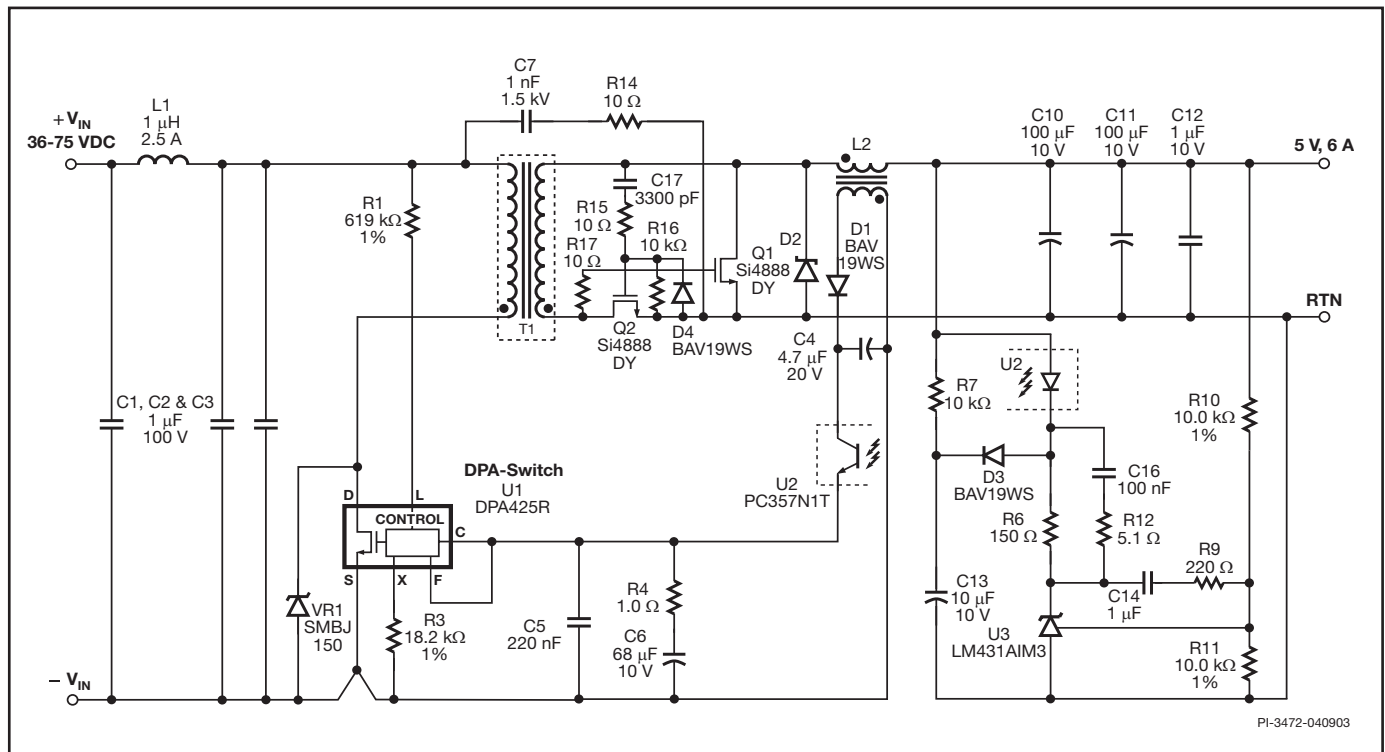 C7
1 nF
1.5 kV
R14
10 Ω
L1
1 μH
2.5 A
+ VIN
36-75 VDC
C10
100 μF
10 V
C11
100 μF
10 V
C12
1 μF
10 V
5 V, 6 A
L2
R1
619 kΩ
1%
C17
3300 pF
R15
10 Ω
R16
10 kΩ
R17
10 Ω
Q1
Si4888
DY
D2
D1
BAV
19WS
T1
Q2
Si4888
DY
D4
BAV19WS
RTN
C4
4.7 μF
20 V
U2
R7
10 kΩ
R10
10.0 kΩ
1%
C1, C2 & C3
1 μF
100 V
DPA-Switch
U1
DPA425R
U2
PC357N1T
D3
BAV19WS
C16
100 nF
R6
150 Ω
R12
5.1 Ω
R9
220 Ω
D
L
CONTROL
C
S
X
F
VR1
SMBJ
150
R3
18.2 kΩ
1%
C5
220 nF
R4
1.0 Ω
C6
68 μF
10 V
C13
10 μF
10 V
C14
1 μF
U3
LM431AIM3
R11
10.0 kΩ
1%
− VIN
PI-3472-040903